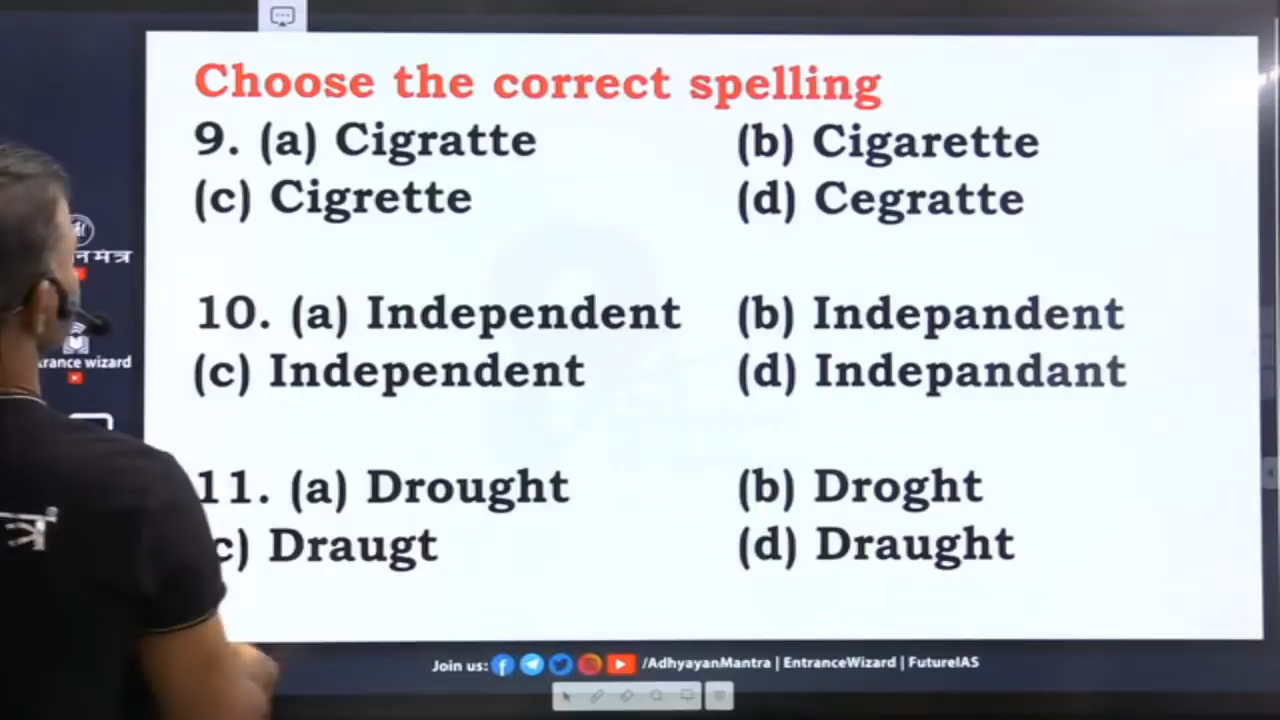 Choose the correct spelling
9. (a) Cigratte (b) Cigarette
(c) Cigrette (d) Cegratte
10. (a) Independent (b) Indepandent
(c) Independent (d) Indepandant
11. (a) Drought (b) Droght
c) Draugt (d) Draught
न मंत्र
trance wizard
Join us: /AdhyayanMantra | EntranceWizard | FutureIAS